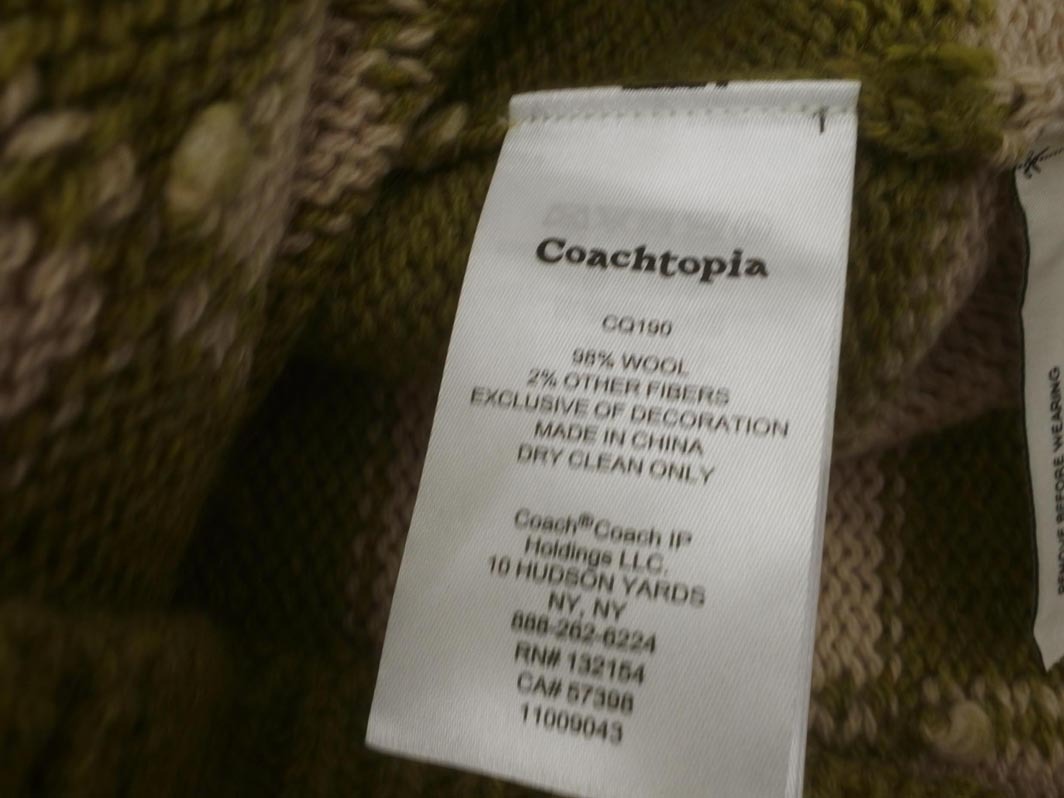 Coachtopia
CQ190
98% WOOL
2% OTHER FIBERS
EXCLUSIVE OF DECORATION
MADE IN CHINA
DRY CLEAN ONLY
Coach®Coach IP
Holdings LLC.
10 HUDSON YARDS
NY, NY
888-262-6224
RN# 132154
CA# 57398
11009043
REMOVE BEFORE WEARING